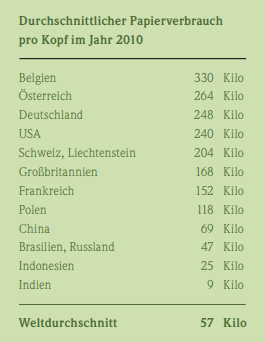 Durchschnittlicher Papierverbrauch
pro Kopf im Jahr 2010
Belgien 330 Kilo
Österreich 264 Kilo
Deutschland 248 Kilo
USA 240 Kilo
Schweiz, Liechtenstein 204 Kilo
Großbritannien 168 Kilo
Frankreich 152 Kilo
Polen 118 Kilo
China 69 Kilo
Brasilien, Russland 47 Kilo
Indonesien 25 Kilo
Indien 9 Kilo
Weltdurchschnitt 57 Kilo